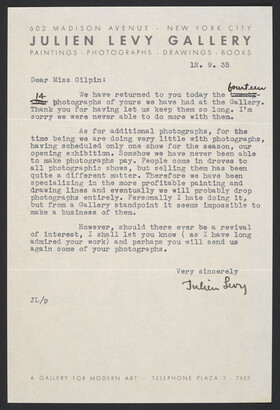 602 MADISON AVENUE - NEW YORK CITY
JULIEN LEVY GALLERY
PAINTINGS - PHOTOGRAPHS - DRAWINGS - BOOKS
12. 9. 35
Dear Miss Gilpin:
We have returned to you today the fourteen
14 photographs of yours we have had at the Gallery.
Thank you for having let us keep them so long. I'm
sorry we were never able to do more with them.
As for additional photographs, for the
time being we are doing very little with photographs,
having scheduled only one show for the season, our
opening exhibition. Somehow we have never been able
to make photographs pay. People come in droves to
all photographic shows, but selling them has been
quite a different matter. Therefore we have been
specializing in the more profitable painting and
drawing lines and eventually we will probably drop
photographs entirely. Personally I hate doing it,
but from a Gallery standpoint it seems impossible to
make a business of them.
However, should there ever be a revival
of interest, I shall let you know ( as I have long
admired your work) and perhaps you will send us
again some of your photographs.
Very sincerely
Julien Levy
JL/p
A GALLERY FOR MODERN ART - TELEPHONE PLAZA 3 - 7655